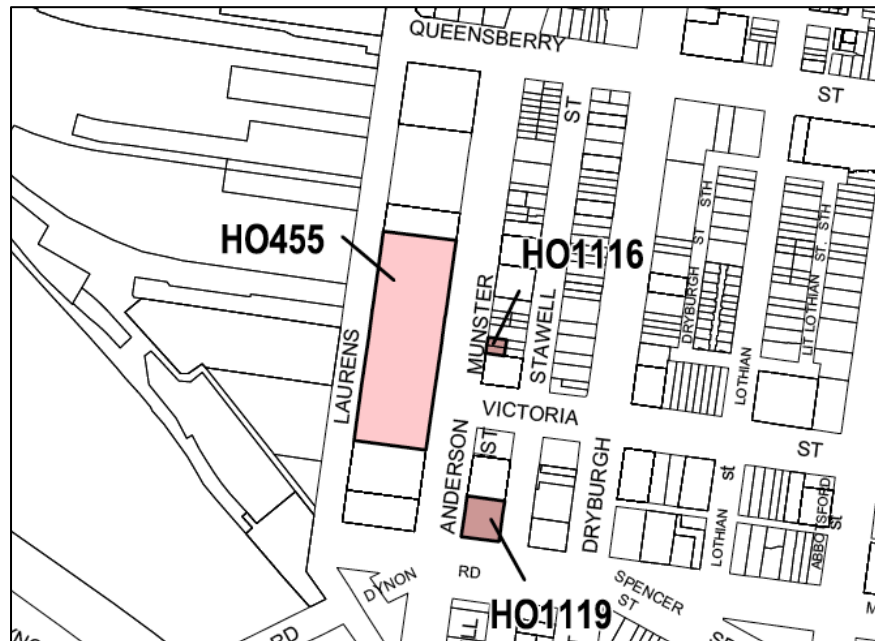 QUEENSBERRY
ST
ST
HO455
HO1116
STH
ST
DRYBURGH
ST. STH
LIT LOTHIAN
MUNSTER
STAWELL
LAURENS
LOTHIAN
VICTORIA
ST
ANDERSON
ST
DRYBURGH
st
LOTHIAN
ABBOTSFORD
st
DYNON
RD
SPENCER
ST
HO1119
RD